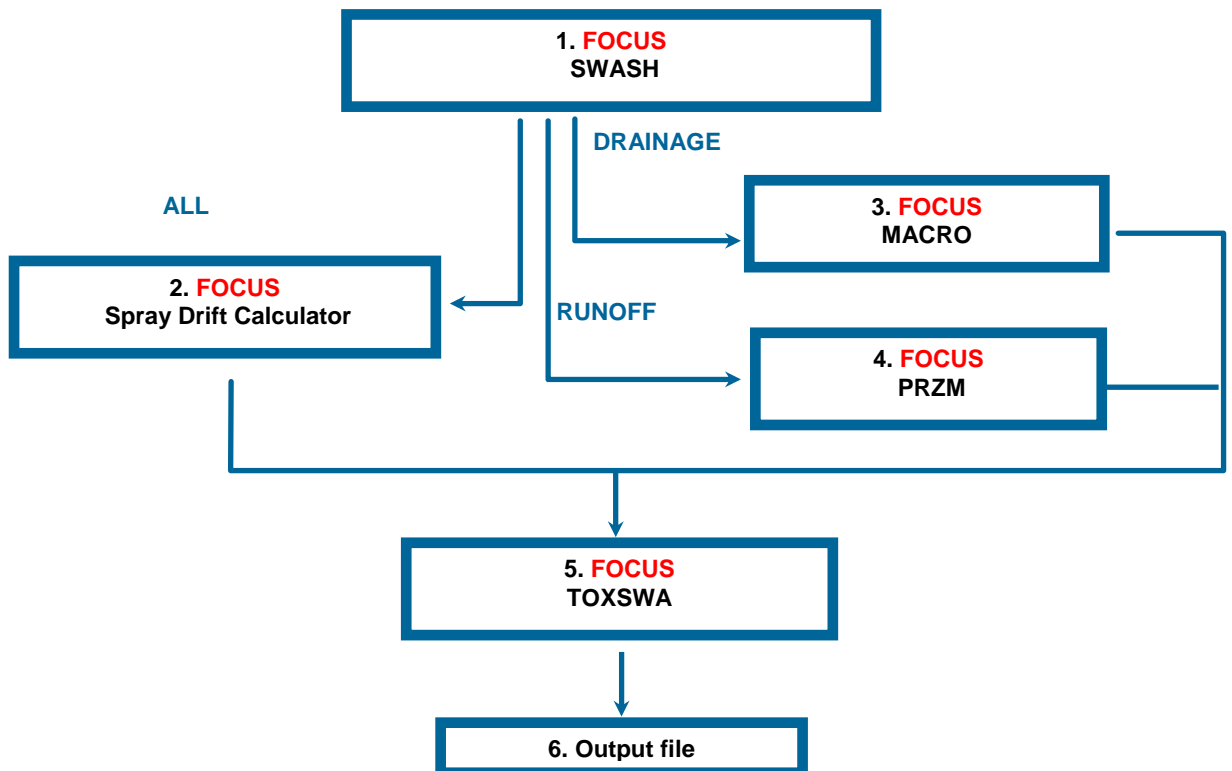 1. FOCUS
SWASH
DRAINAGE
ALL
3. FOCUS
MACRO
2. FOCUS
Spray Drift Calculator
RUNOFF
4. FOCUS
PRZM
5. FOCUS
TOXSWA
6. Output file